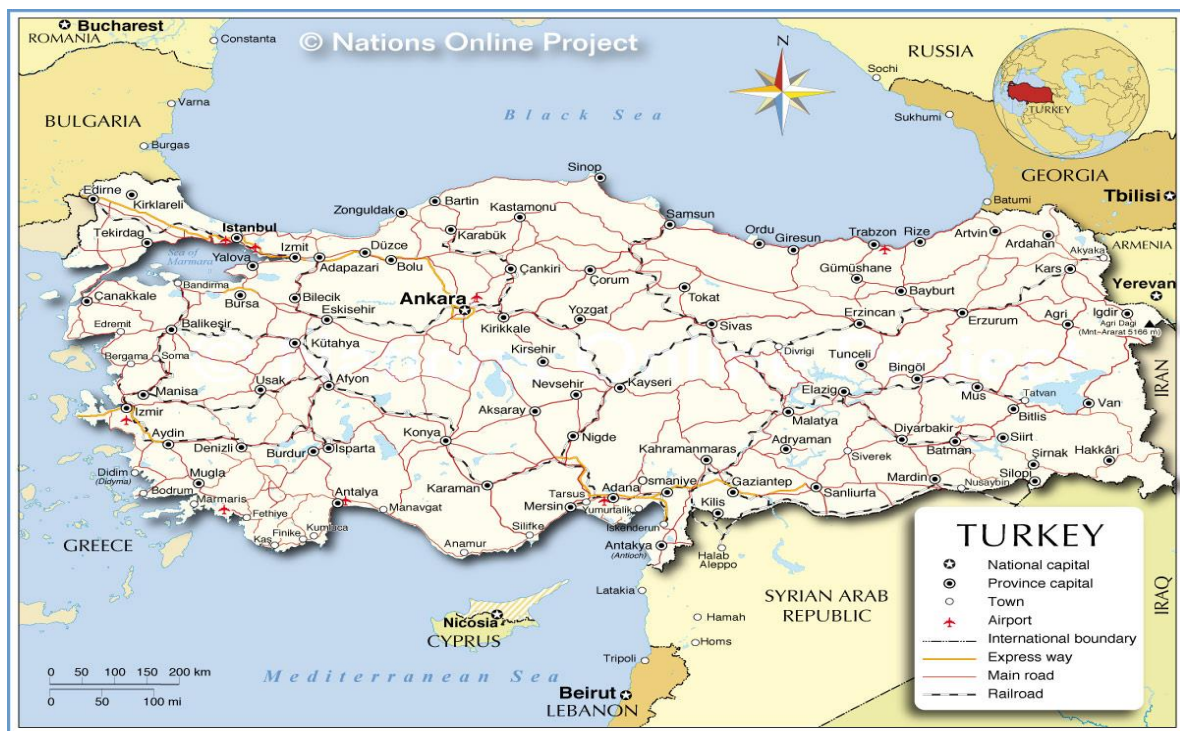 © Nations Online Project
Bucharest
ROMANIA
Constanta
RUSSIA
Sochi
N
TURKEY
Varna
BULGARIA
Black Sea
Sukhumi
Burgas
GEORGIA
Tbilisi
Batumi
Sinop
Edirne
Kirklareli
Zonguldak
Bartin
Kastamonu
Samsun
Istanbul
Tekirdag
Karabük
Ordu
Giresun
Trabzon
Rize
Artvin
Ardahan
ARMENIA
Akyaka
Sea of
Marmara
Izmit
Düzce
Yalova
Adapazari
Bolu
Çankiri
Çorum
Gümüshane
Kars
Yerevan
Bandirma
Çanakkale
Bursa
Bilecik
Ankara
Tokat
Bayburt
Eskisehir
Kirikkale
Yozgat
Sivas
Erzincan
Erzurum
Agri
Igdir
Agri Dagi
(Mnt-Ararat 5166 m)
Edremit
Balikeşir
Kütahya
Kirsehir
Divrigi
Tunceli
Bergama
Soma
IRAN
Manisa
Usak
Afyon
Nevsehir
Kayseri
Elazig
Bingöl
Mus
Tatvan
Van
Bitlis
Izmir
Aksaray
Malatya
Aydin
Denizli
Burdur
Isparta
Konya
Nigde
Adryaman
Diyarbakir
Batman
Siirt
Kahramanmaras
Siverek
Şirnak
Hakkâri
Didim
(Didyma)
Mugla
Bodrum
Marmaris
Antalya
Karaman
Tarsus
Adana
Osmaniye
Gaziantep
Sanliurfa
Mardin
Nusaybin
Silopi
Mersin
Yumurtalik
Kilis
Fethiye
Manavgat
Finike
Kumluca
Kaş
Silifke
Iskenderun
Anamur
Antakya
(Antioch)
Halab
Aleppo
GREECE
Latakia
SYRIAN ARAB
REPUBLIC
IRAQ
Nicosia
CYPRUS
Hamah
Homs
Tripoli
Mediterranean Sea
Beirut
LEBANON
0 50 100 150 200 km
0 50 100 mi
TURKEY
National capital
Province capital
Town
Airport
International boundary
Express way
Main road
Railroad